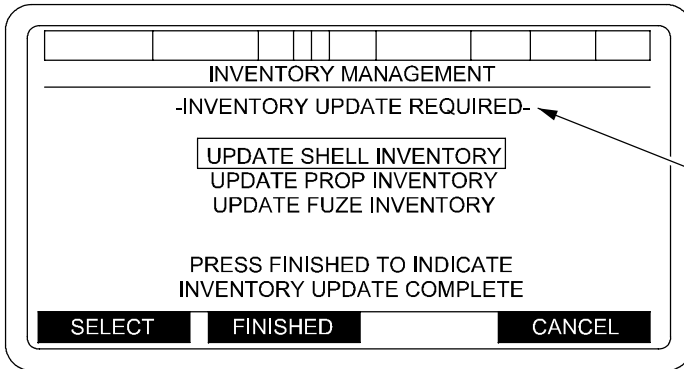 INVENTORY MANAGEMENT
-INVENTORY UPDATE REQUIRED-
UPDATE SHELL INVENTORY
UPDATE PROP INVENTORY
UPDATE FUZE INVENTORY
PRESS FINISHED TO INDICATE
INVENTORY UPDATE COMPLETE
SELECT FINISHED CANCEL